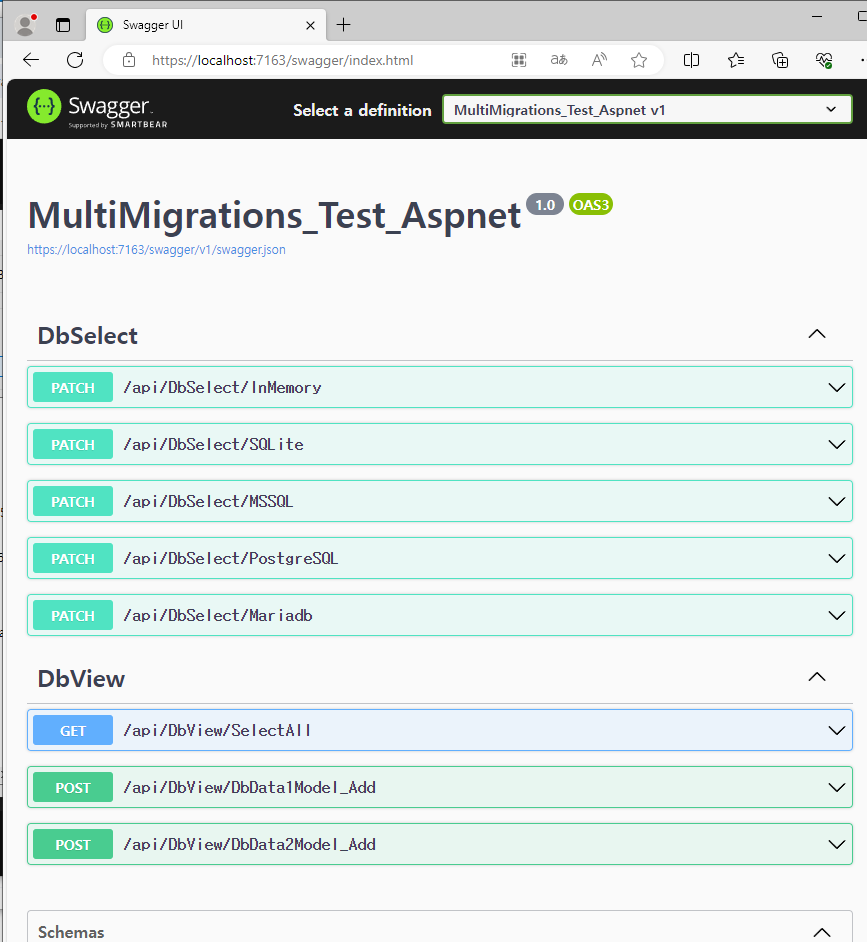 Swagger UI
https://localhost:7163/swagger/index.html
Swagger
Supported by SMARTBEAR
Select a definition
MultiMigrations_Test_Aspnet v1
MultiMigrations_Test_Aspnet 1.0 OAS3
https://localhost:7163/swagger/v1/swagger.json
DbSelect
PATCH /api/DbSelect/InMemory
PATCH /api/DbSelect/SQLite
PATCH /api/DbSelect/MSSQL
PATCH /api/DbSelect/PostgreSQL
PATCH /api/DbSelect/Mariadb
DbView
GET /api/DbView/SelectAll
POST /api/DbView/DbData1Model_Add
POST /api/DbView/DbData2Model_Add
Schemas